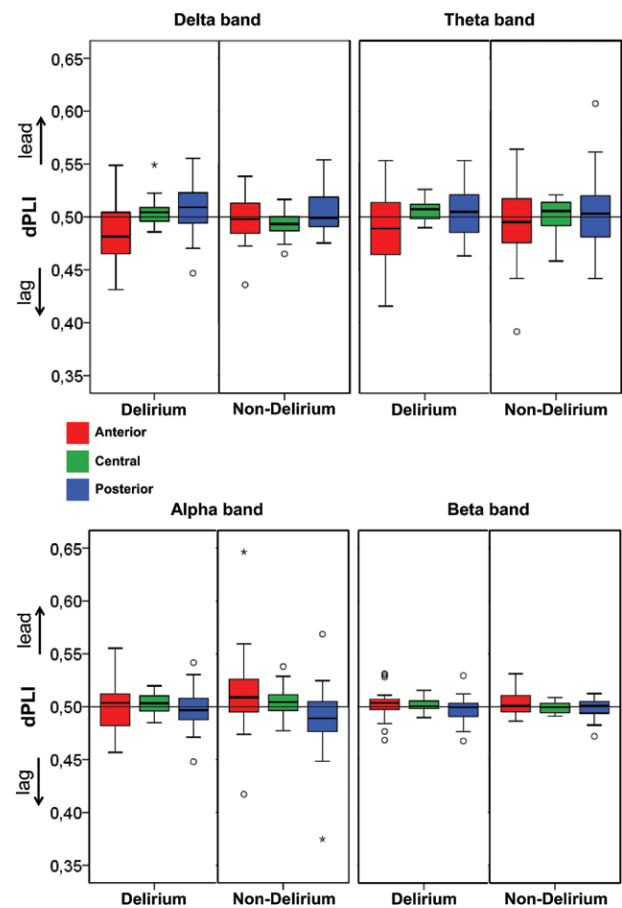 Delta band
Theta band
0,65
0,60
0,55
0,50
0,45
0,40
0,35
lead
dPLI
lag
Delirium
Non-Delirium
Delirium
Non-Delirium
Anterior
Central
Posterior
Alpha band
Beta band
0,65
0,60
0,55
0,50
0,45
0,40
0,35
lead
dPLI
lag
Delirium
Non-Delirium
Delirium
Non-Delirium